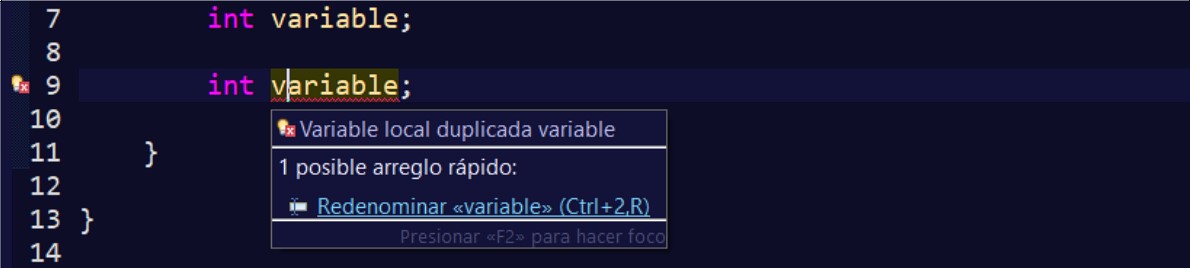 7 int variable;
8
9 int variable;
10
Variable local duplicada variable
11 }
1 posible arreglo rápido:
12
Redenominar «variable» (Ctrl+2,R)
13 }
Presionar «F2» para hacer foco
14